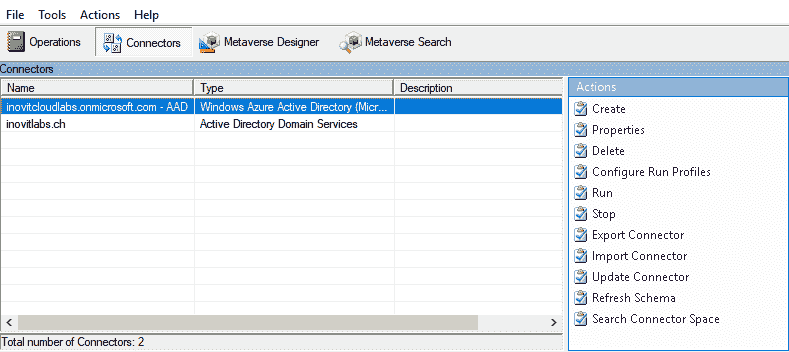 File Tools Actions Help
Operations Connectors Metaverse Designer Metaverse Search
Connectors
Name Type Description
inovitcloudlabs.onmicrosoft.com - AAD Windows Azure Active Directory (Micr...
inovitlabs.ch Active Directory Domain Services
Total number of Connectors: 2
Actions
Create
Properties
Delete
Configure Run Profiles
Run
Stop
Export Connector
Import Connector
Update Connector
Refresh Schema
Search Connector Space